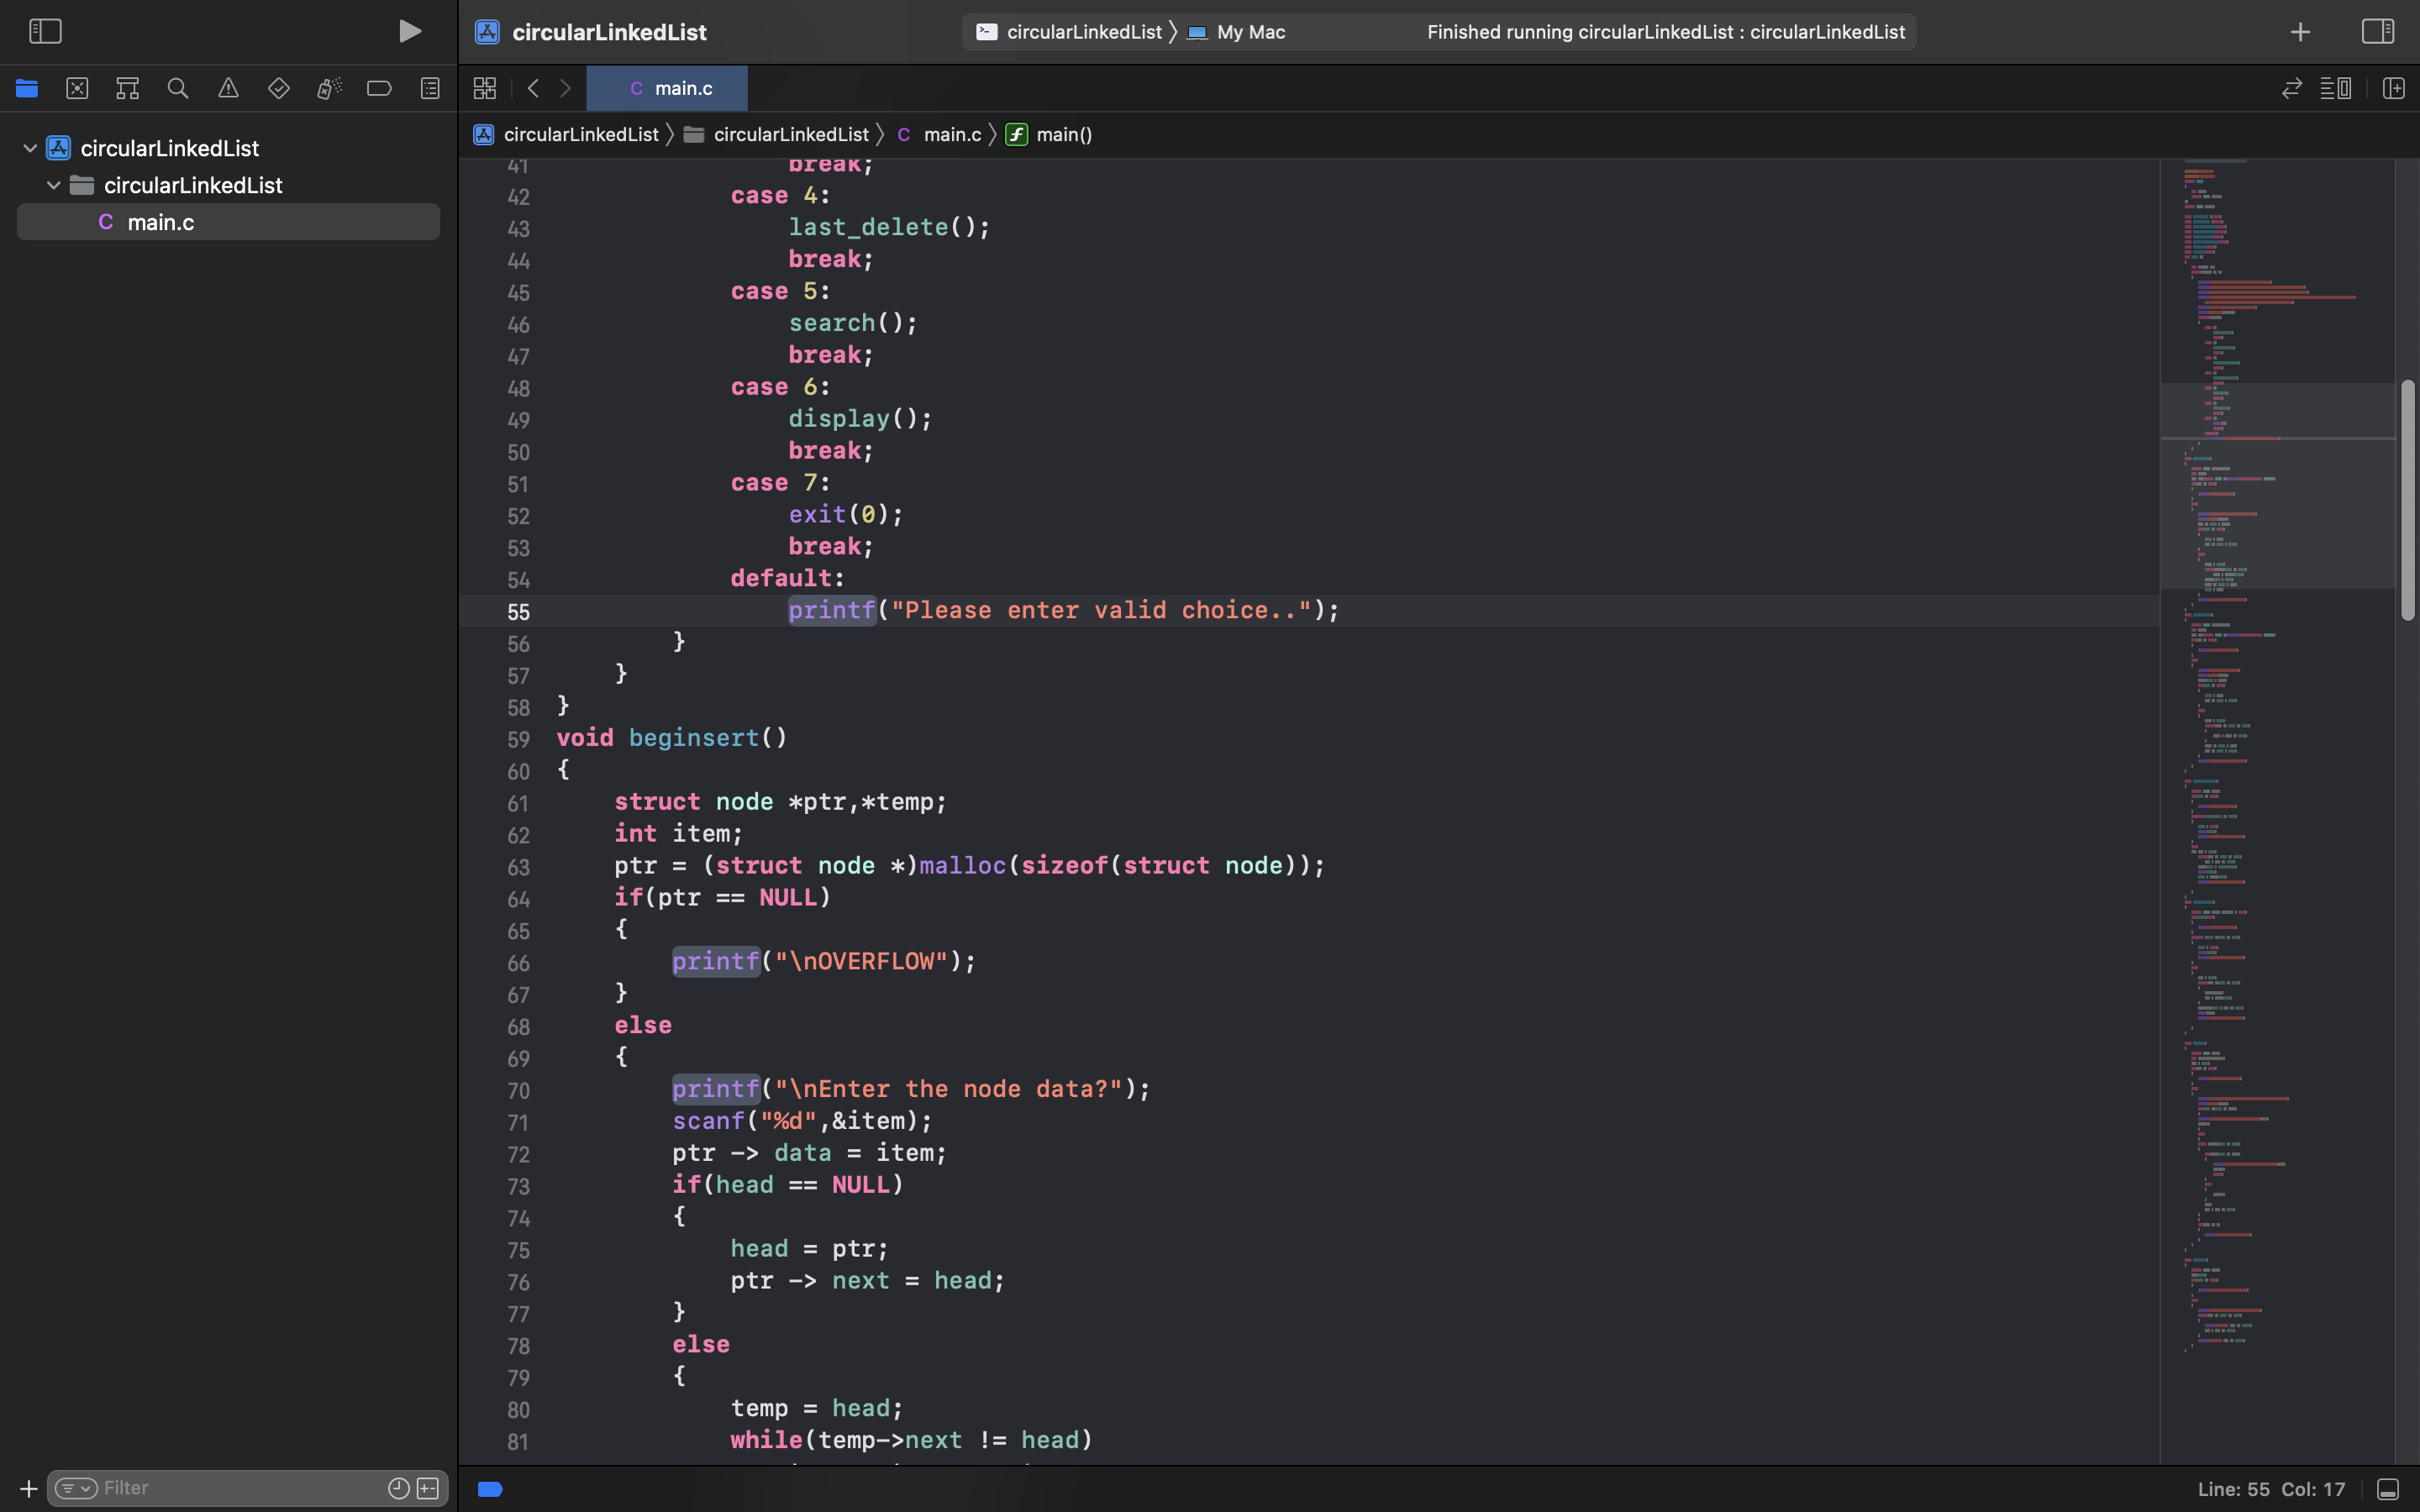 circularLinkedList
circularLinkedList
My Mac
Finished running circularLinkedList : circularLinkedList
C main.c
circularLinkedList
circularLinkedList
C main.c
main()
circularLinkedList
circularLinkedList
C main.c
41 break;
42 case 4:
43 last_delete();
44 break;
45 case 5:
46 search();
47 break;
48 case 6:
49 display();
50 break;
51 case 7:
52 exit(0);
53 break;
54 default:
55 printf("Please enter valid choice..");
56 }
57 }
58 }
59 void beginsert()
60 {
61 struct node *ptr,*temp;
62 int item;
63 ptr = (struct node *)malloc(sizeof(struct node));
64 if(ptr == NULL)
65 {
66 printf("\nOVERFLOW");
67 }
68 else
69 {
70 printf("\nEnter the node data?");
71 scanf("%d",&item);
72 ptr -> data = item;
73 if(head == NULL)
74 {
75 head = ptr;
76 ptr -> next = head;
77 }
78 else
79 {
80 temp = head;
81 while(temp->next != head)
Filter
Line: 55 Col: 17